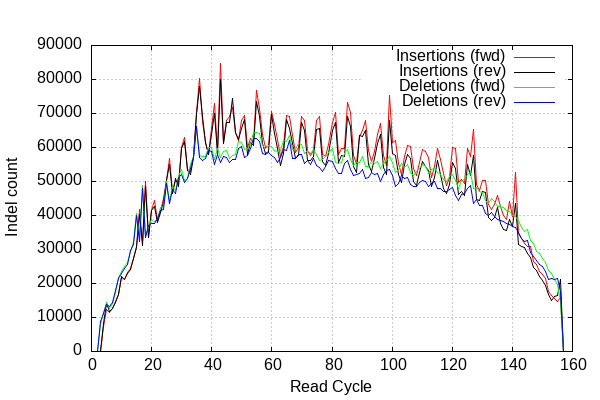 90000
80000
70000
60000
50000
40000
30000
20000
10000
0
Indel count
Insertions (fwd)
Insertions (rev)
Deletions (fwd)
Deletions (rev)
0 20 40 60 80 100 120 140 160
Read Cycle